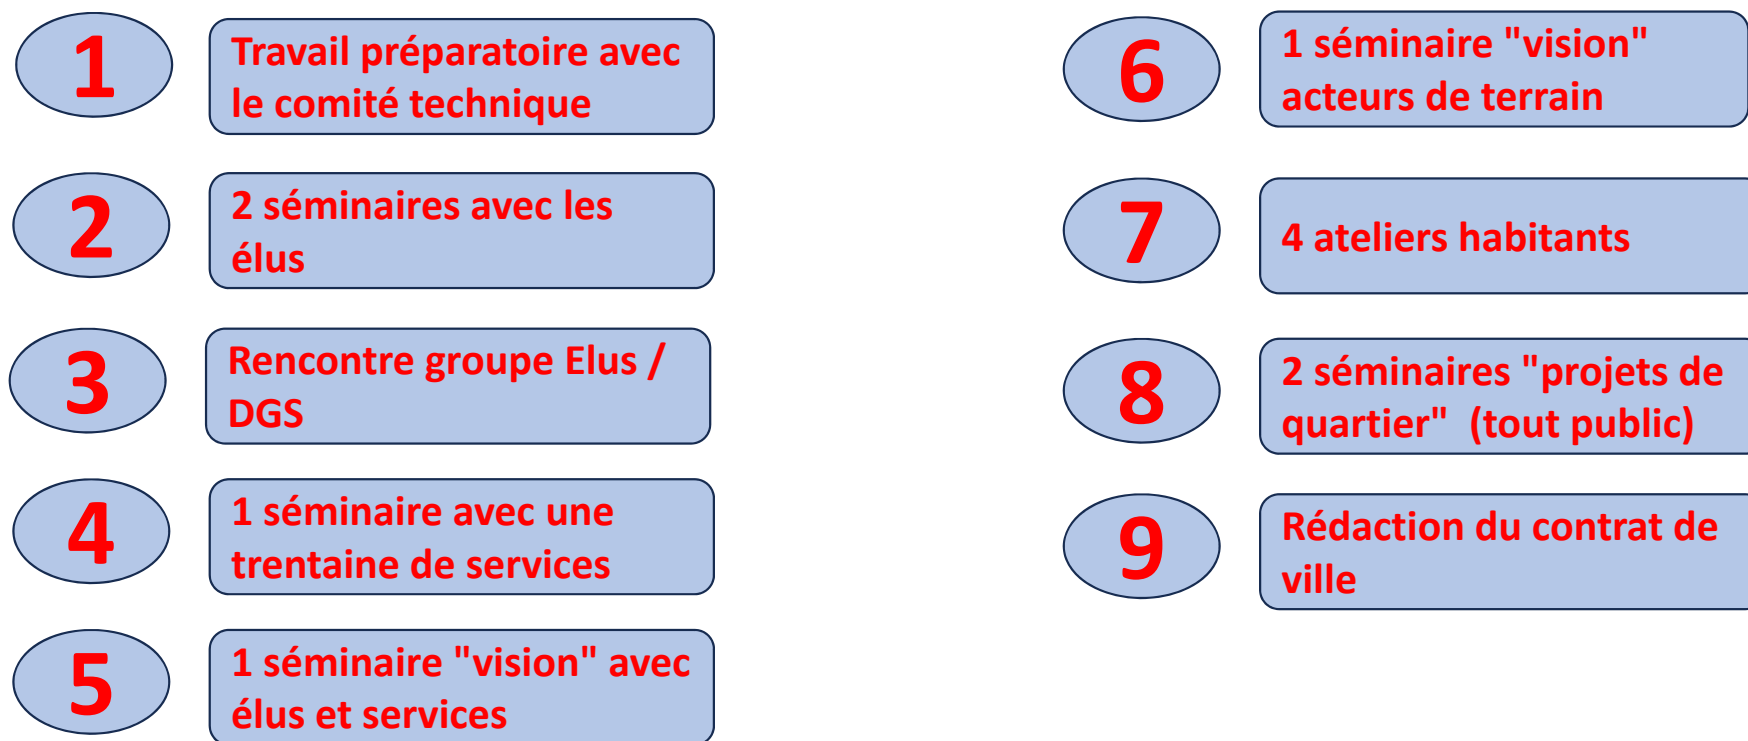 1
Travail préparatoire avec
le comité technique
2
2 séminaires avec les
élus
3
Rencontre groupe Elus /
DGS
4
1 séminaire avec une
trentaine de services
5
1 séminaire "vision" avec
élus et services
6
1 séminaire "vision"
acteurs de terrain
7
4 ateliers habitants
8
2 séminaires "projets de
quartier"  (tout public)
9
Rédaction du contrat de
ville